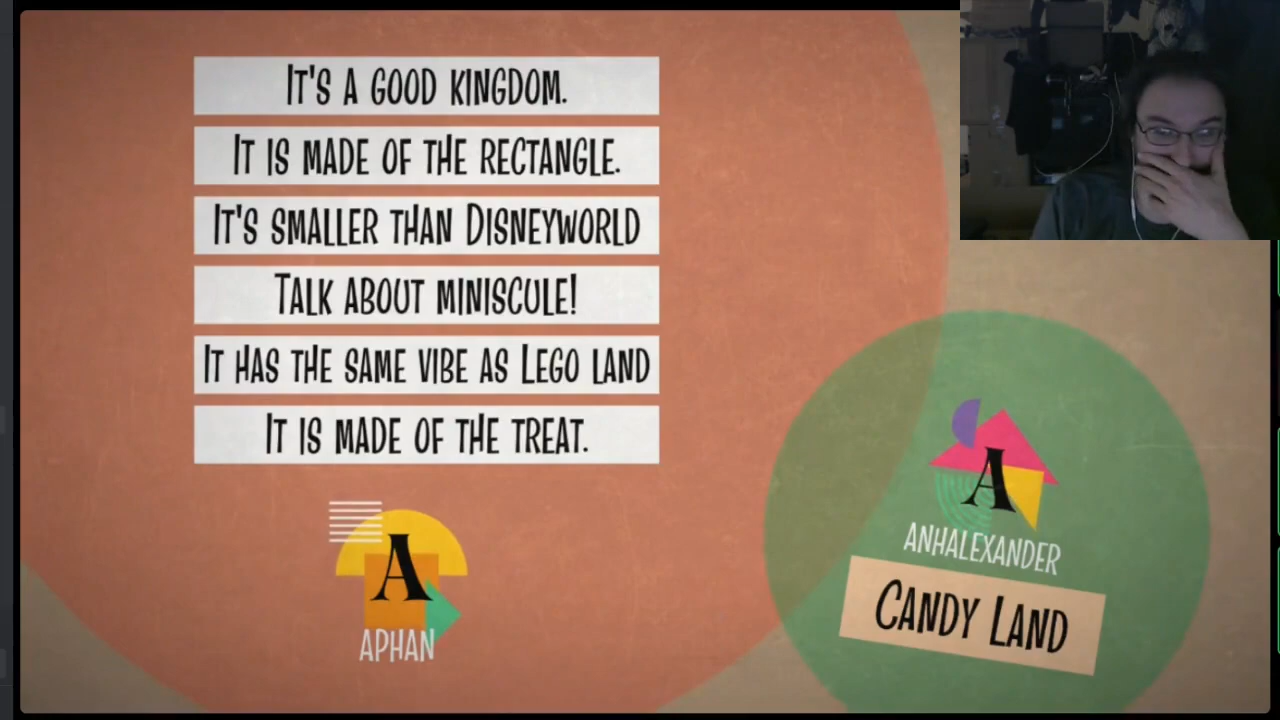 IT'S A GOOD KINGDOM.
IT IS MADE OF THE RECTANGLE.
IT'S SMALLER THAN DISNEYWORLD
TALK ABOUT MINISCULE!
IT HAS THE SAME VIBE AS LEGO LAND
IT IS MADE OF THE TREAT.
A
APHAN
A
ANHALEXANDER
CANDY LAND